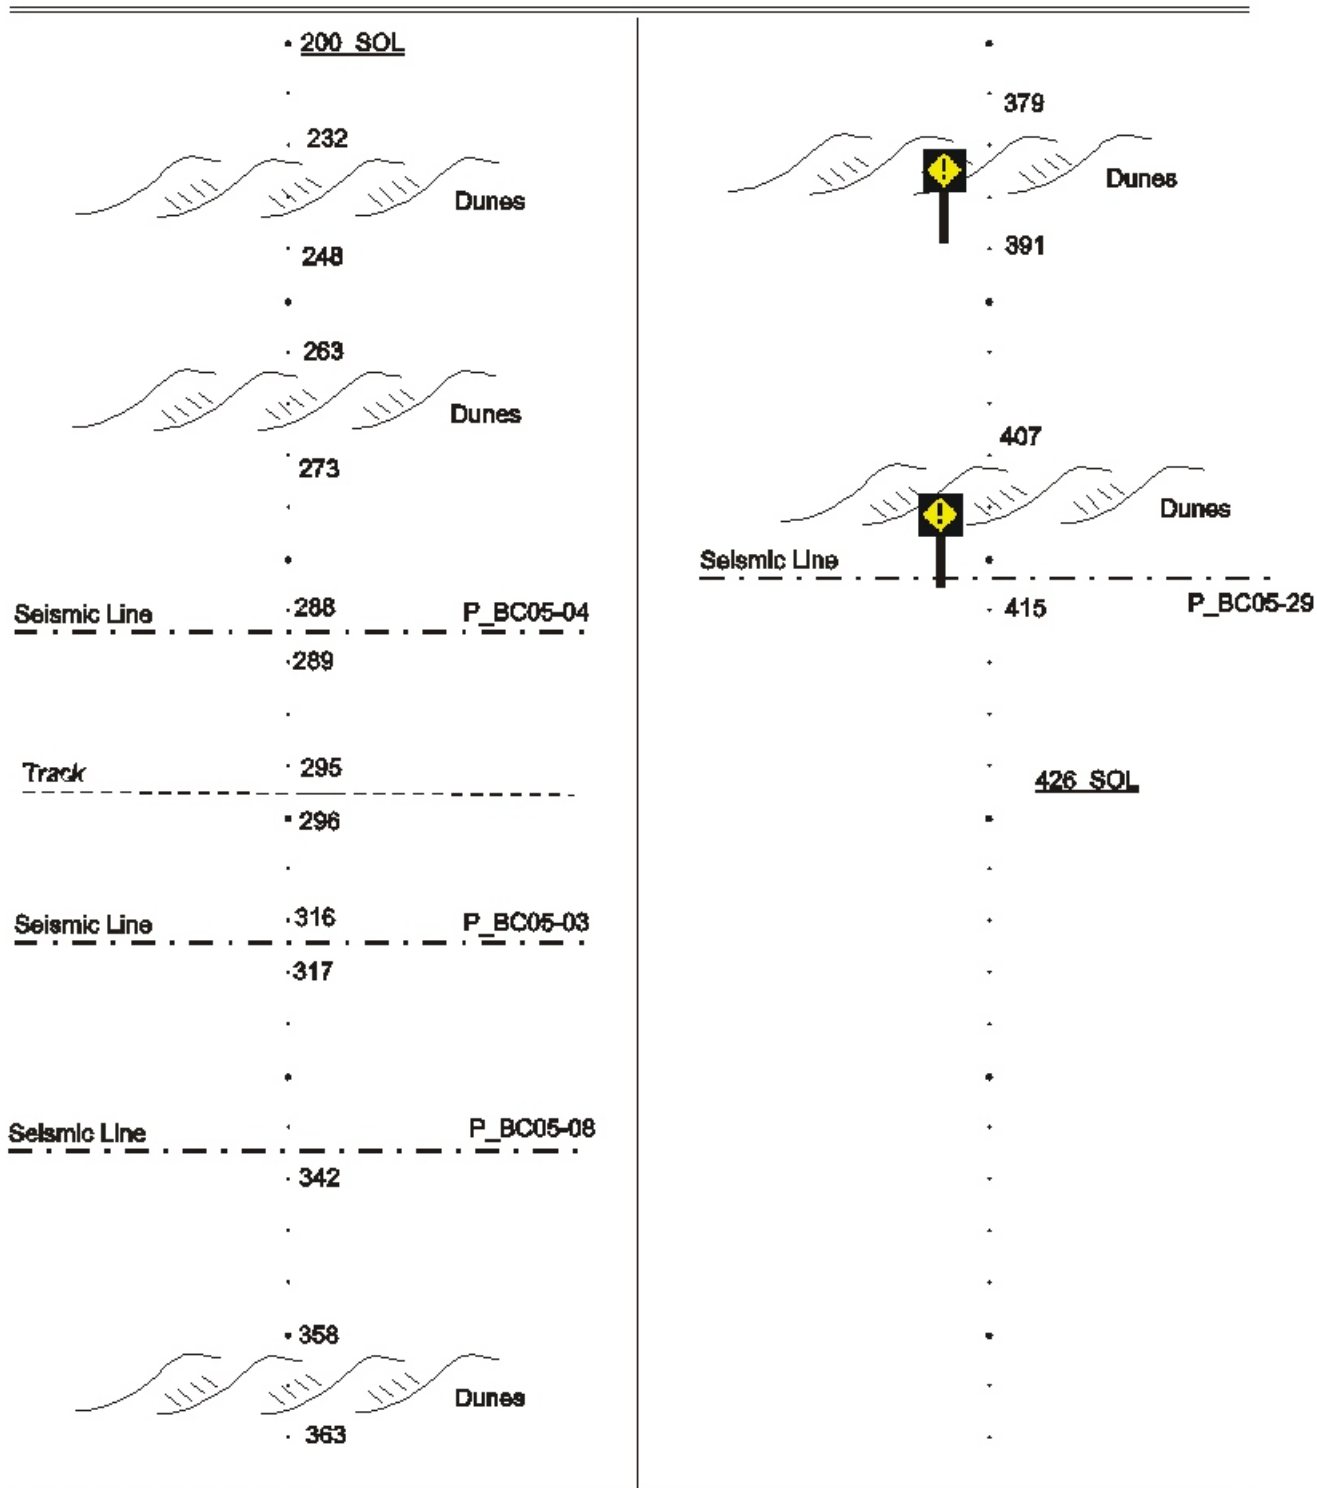 200 SOL
232
Dunes
248
263
Dunes
273
288
Seismic Line P_BC05-04
289
Track
295
296
316
Seismic Line P_BC05-03
317
Seismic Line P_BC05-08
342
358
Dunes
363
379
!
Dunes
391
407
!
Dunes
Seismic Line
415 P_BC05-29
426 SOL